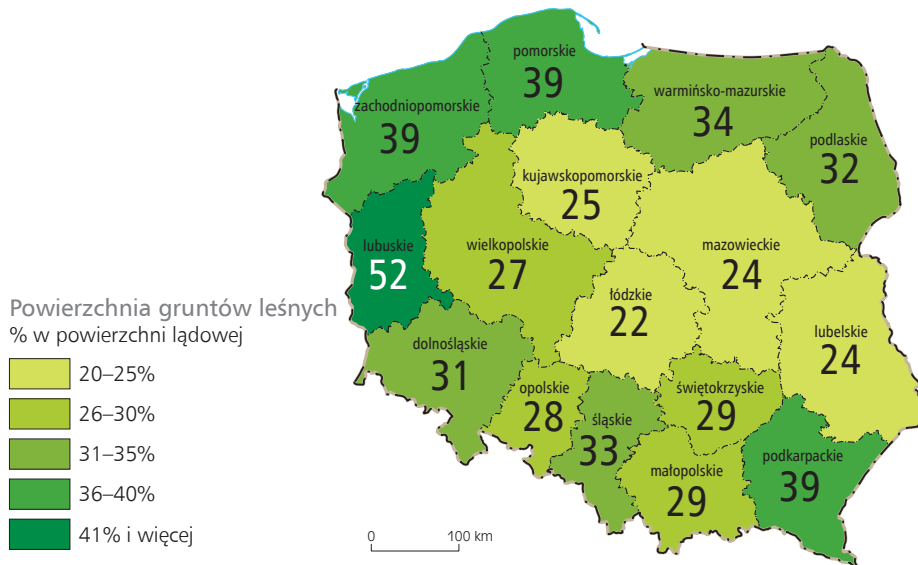 pomorskie
39
warmińsko-mazurskie
34
zachodniopomorskie
39
podlaskie
32
kujawskopomorskie
25
lubuskie
52
wielkopolskie
27
mazowieckie
24
łódzkie
22
lubelskie
24
dolnośląskie
31
opolskie
28
śląskie
33
świętokrzyskie
29
małopolskie
29
podkarpackie
39
Powierzchnia gruntów leśnych
% w powierzchni lądowej
20–25%
26–30%
31–35%
36–40%
41% i więcej
0 100 km